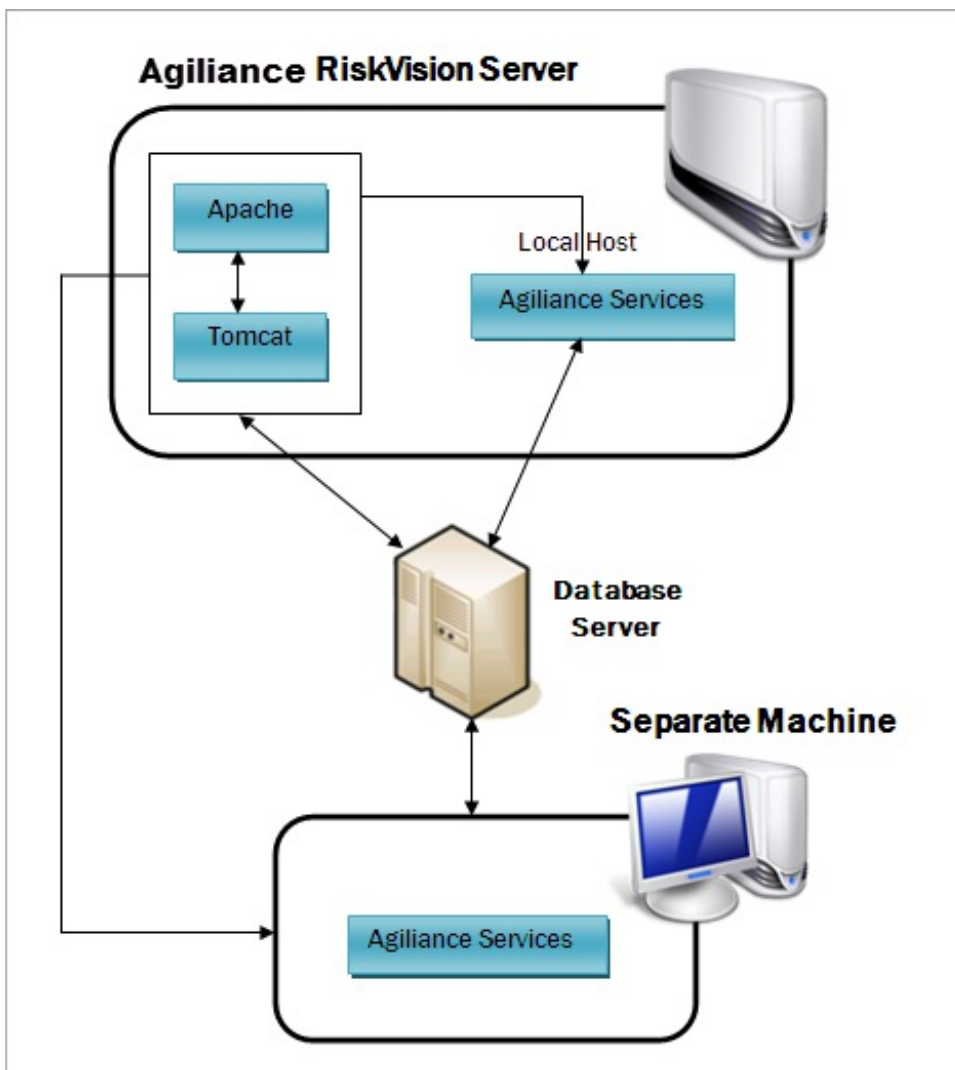 Agiliance RiskVision Server
Apache
Local Host
Agiliance Services
Tomcat
Database
Server
Separate Machine
Agiliance Services